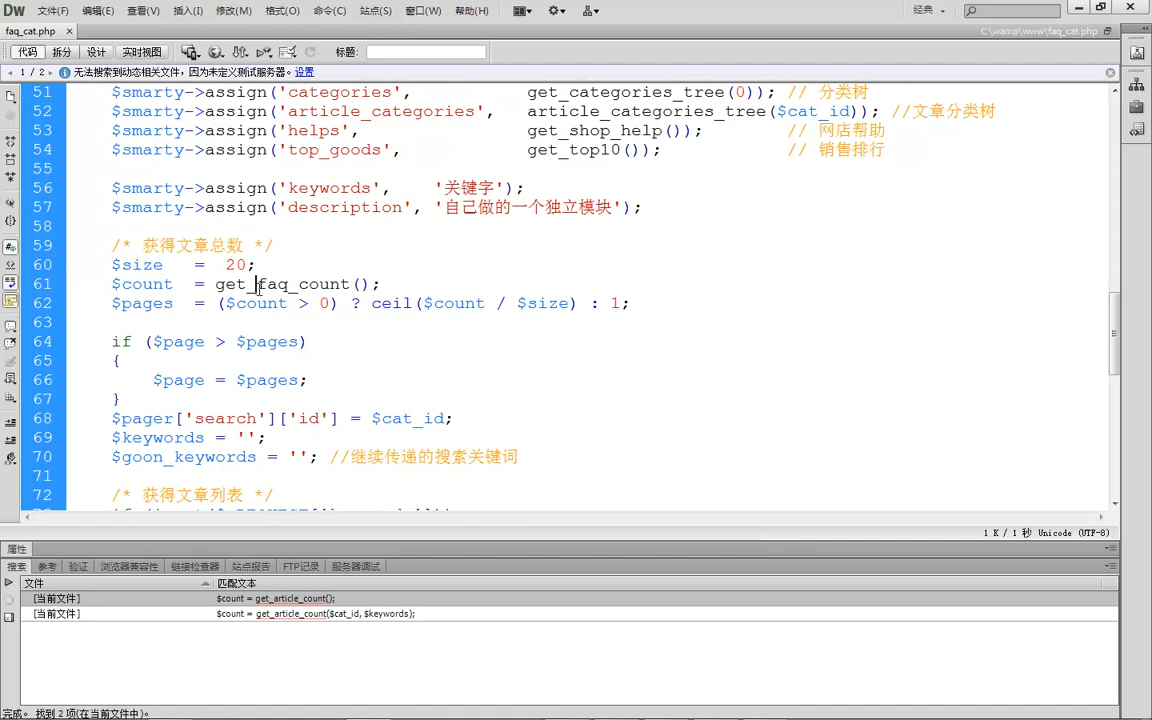 Dw 文件(F) 编辑(E) 查看(V) 插入(I) 修改(M) 格式(O) 命令(C) 站点(S) 窗口(W) 帮助(H) 经典
faq_cat.php × C:\wamp\www\faq_cat.php
代码 拆分 设计 实时视图 标题:
1 / 2 无法搜索到动态相关文件，因为未定义测试服务器。 设置
51 $smarty->assign('categories', get_categories_tree(0)); // 分类树
52 $smarty->assign('article_categories', article_categories_tree($cat_id)); //文章分类树
53 $smarty->assign('helps', get_shop_help()); // 网店帮助
54 $smarty->assign('top_goods', get_top10()); // 销售排行
55
56 $smarty->assign('keywords', '关键字');
57 $smarty->assign('description', '自己做的一个独立模块');
58
59 /* 获得文章总数 */
60 $size = 20;
61 $count = get_faq_count();
62 $pages = ($count > 0) ? ceil($count / $size) : 1;
63
64 if ($page > $pages)
65 {
66 $page = $pages;
67 }
68 $pager['search']['id'] = $cat_id;
69 $keywords = '';
70 $goon_keywords = ''; //继续传递的搜索关键词
71
72 /* 获得文章列表 */
1 K / 1 秒 Unicode (UTF-8)
属性
搜索 参考 验证 浏览器兼容性 链接检查器 站点报告 FTP记录 服务器调试
文件 匹配文本
[当前文件] $count = get_article_count();
[当前文件] $count = get_article_count($cat_id, $keywords);
完成。 找到 2 项(在当前文件中)。